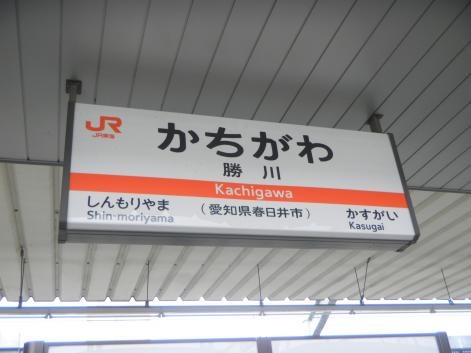 JR
JR東海
かちがわ
勝川
Kachigawa
しんもりやま
Shin-moriyama
(愛知県春日井市)
かすがい
Kasugai